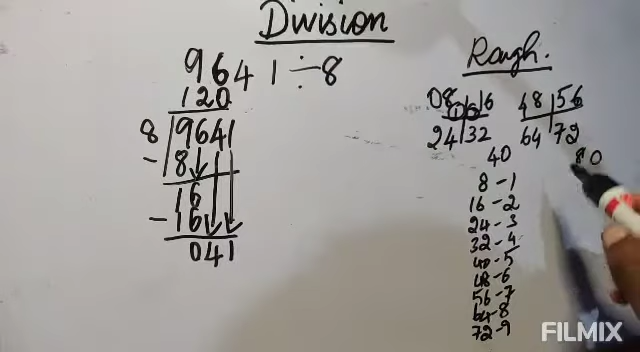 Division
9641÷8
120
8 9641
- 8
16
- 16
041
Rough.
08 16
24 32
40
48 56
64 72
80
8 - 1
16 - 2
24 - 3
32 - 4
40 - 5
48 - 6
56 - 7
64 - 8
72 - 9
FILMIX